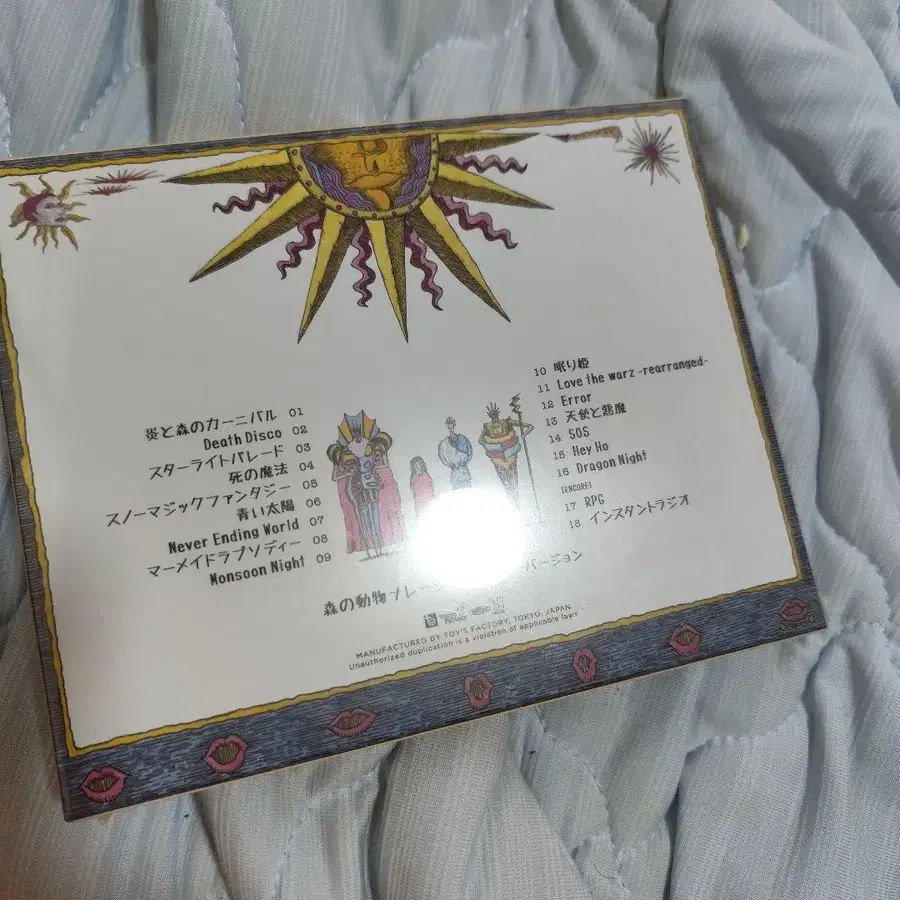 炎と森のカーニバル 01
Death Disco 02
スターライトパレード 03
死の魔法 04
スノーマジックファンタジー 05
青い太陽 06
Never Ending World 07
マーメイドラプソディー 08
Monsoon Night 09
10 眠り姫
11 Love the warz -rearranged-
12 Error
13 天使と悪魔
14 SOS
15 Hey Ho
16 Dragon Night
[ENCORE]
17 RPG
18 インスタントラジオ
森の動物ナレー バージョン
MANUFACTURED BY TOY'S FACTORY, TOKYO, JAPAN.
Unauthorized duplication is a violation of applicable laws.